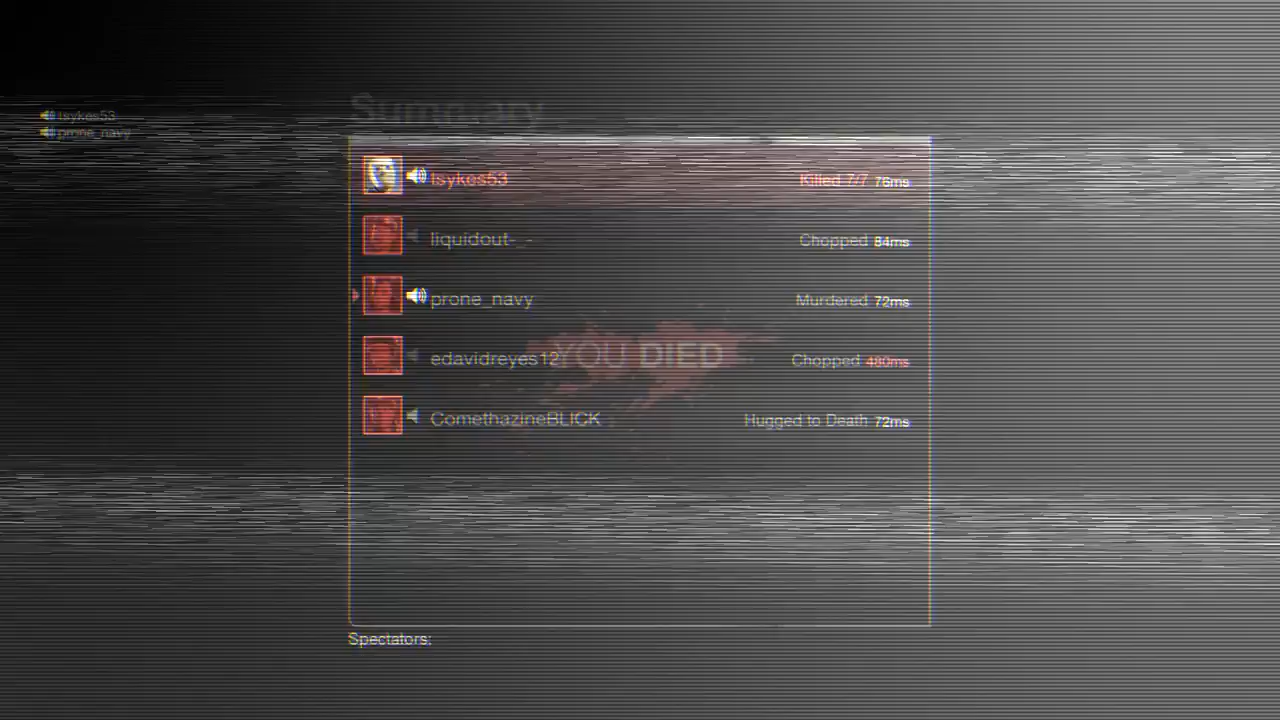 Summary
tsykes53
prone_navy
tsykes53 Killed 7/7 76ms
liquidout-_- Chopped 84ms
prone_navy Murdered 72ms
edavidreyes12 Chopped 480ms
YOU DIED
ComethazineBLICK Hugged to Death 72ms
Spectators: